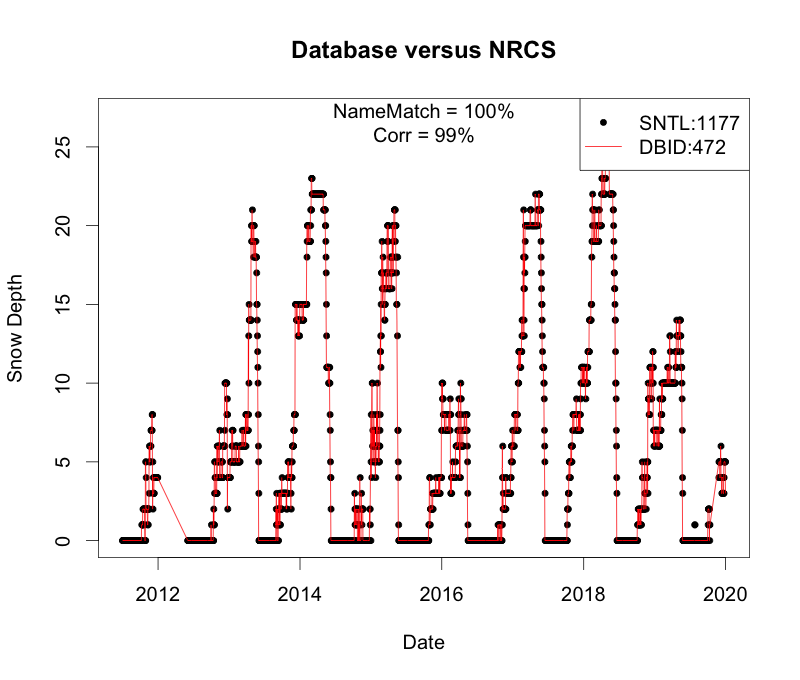 Database versus NRCS
NameMatch = 100%
Corr = 99%
SNTL:1177
DBID:472
25
20
15
10
5
0
Snow Depth
2012 2014 2016 2018 2020
Date